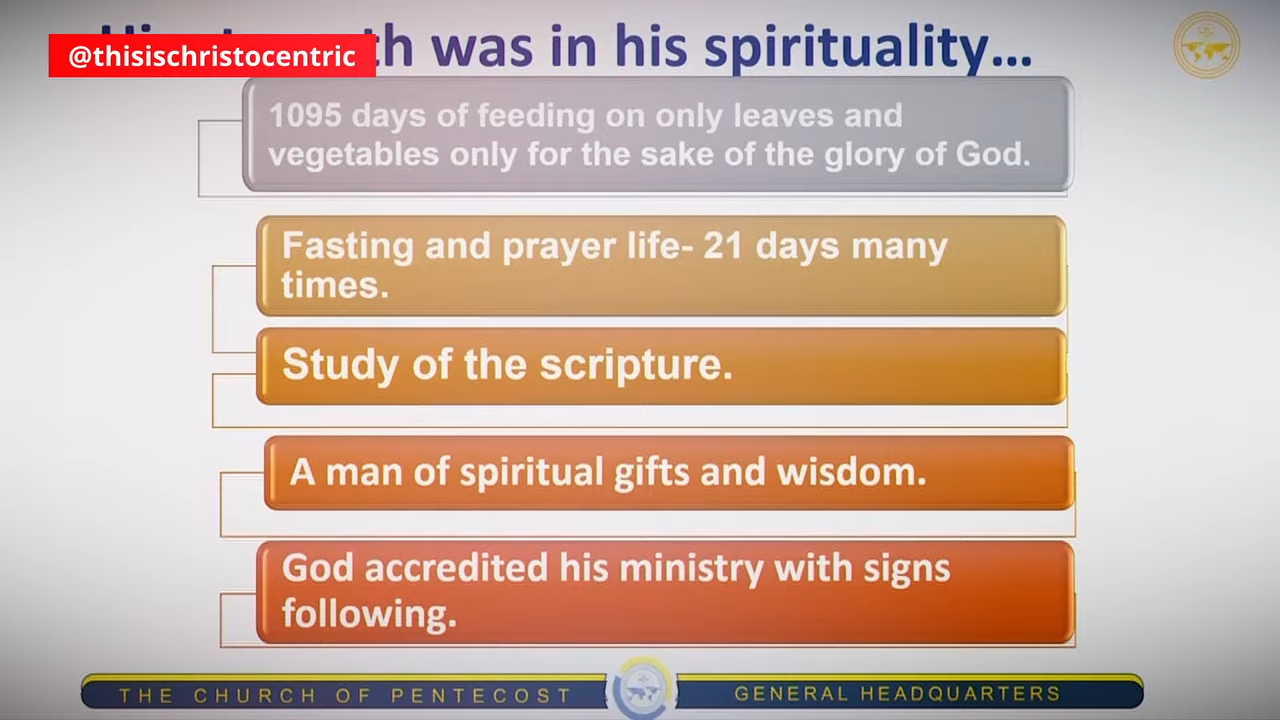 @thisischristocentric
was in his spirituality...
1095 days of feeding on only leaves and
vegetables only for the sake of the glory of God.
Fasting and prayer life- 21 days many
times.
Study of the scripture.
A man of spiritual gifts and wisdom.
God accredited his ministry with signs
following.
THE CHURCH OF PENTECOST
GENERAL HEADQUARTERS